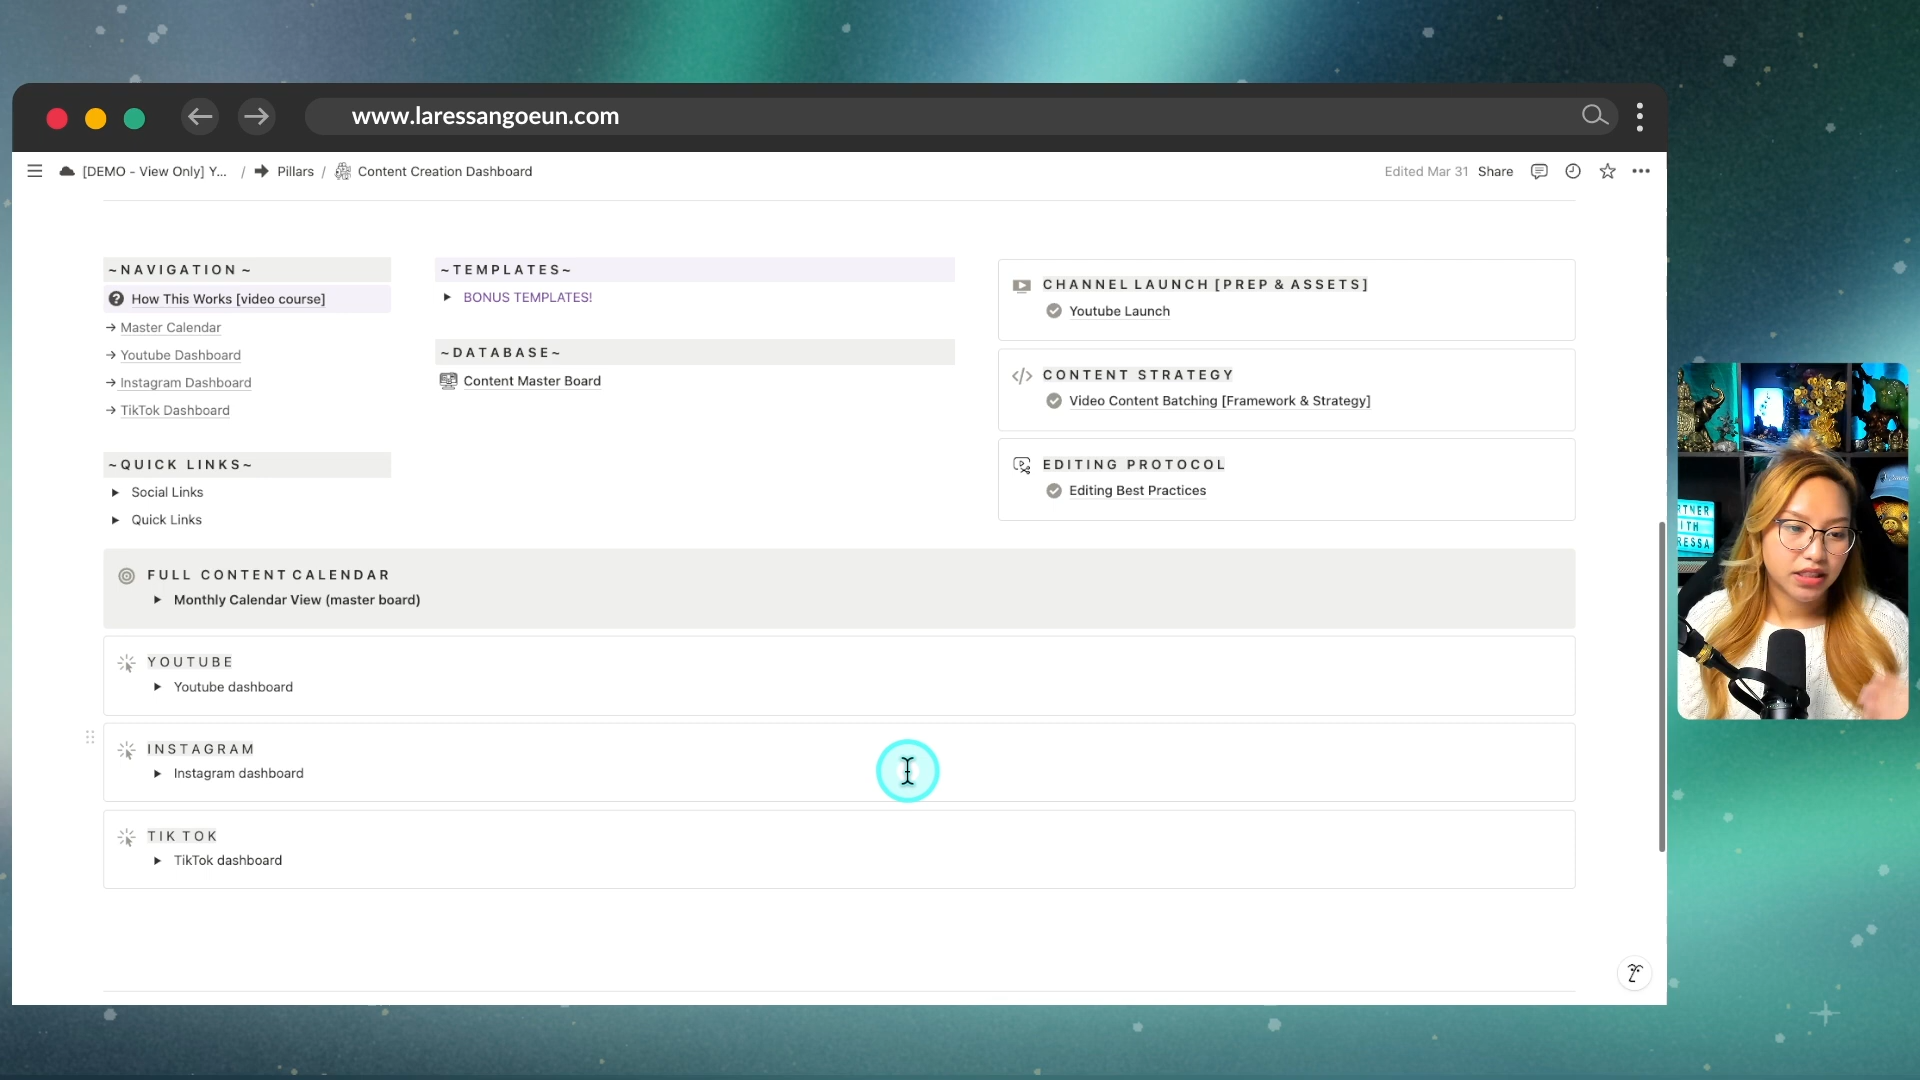 www.laressangoeun.com
[DEMO - View Only] Y... / Pillars / Content Creation Dashboard
Edited Mar 31 Share
~NAVIGATION~
How This Works [video course]
→ Master Calendar
→ Youtube Dashboard
→ Instagram Dashboard
→ TikTok Dashboard
~QUICK LINKS~
Social Links
Quick Links
~TEMPLATES~
BONUS TEMPLATES!
~DATABASE~
Content Master Board
CHANNEL LAUNCH [PREP & ASSETS]
Youtube Launch
CONTENT STRATEGY
Video Content Batching [Framework & Strategy]
EDITING PROTOCOL
Editing Best Practices
FULL CONTENT CALENDAR
Monthly Calendar View (master board)
YOUTUBE
Youtube dashboard
INSTAGRAM
Instagram dashboard
TIK TOK
TikTok dashboard